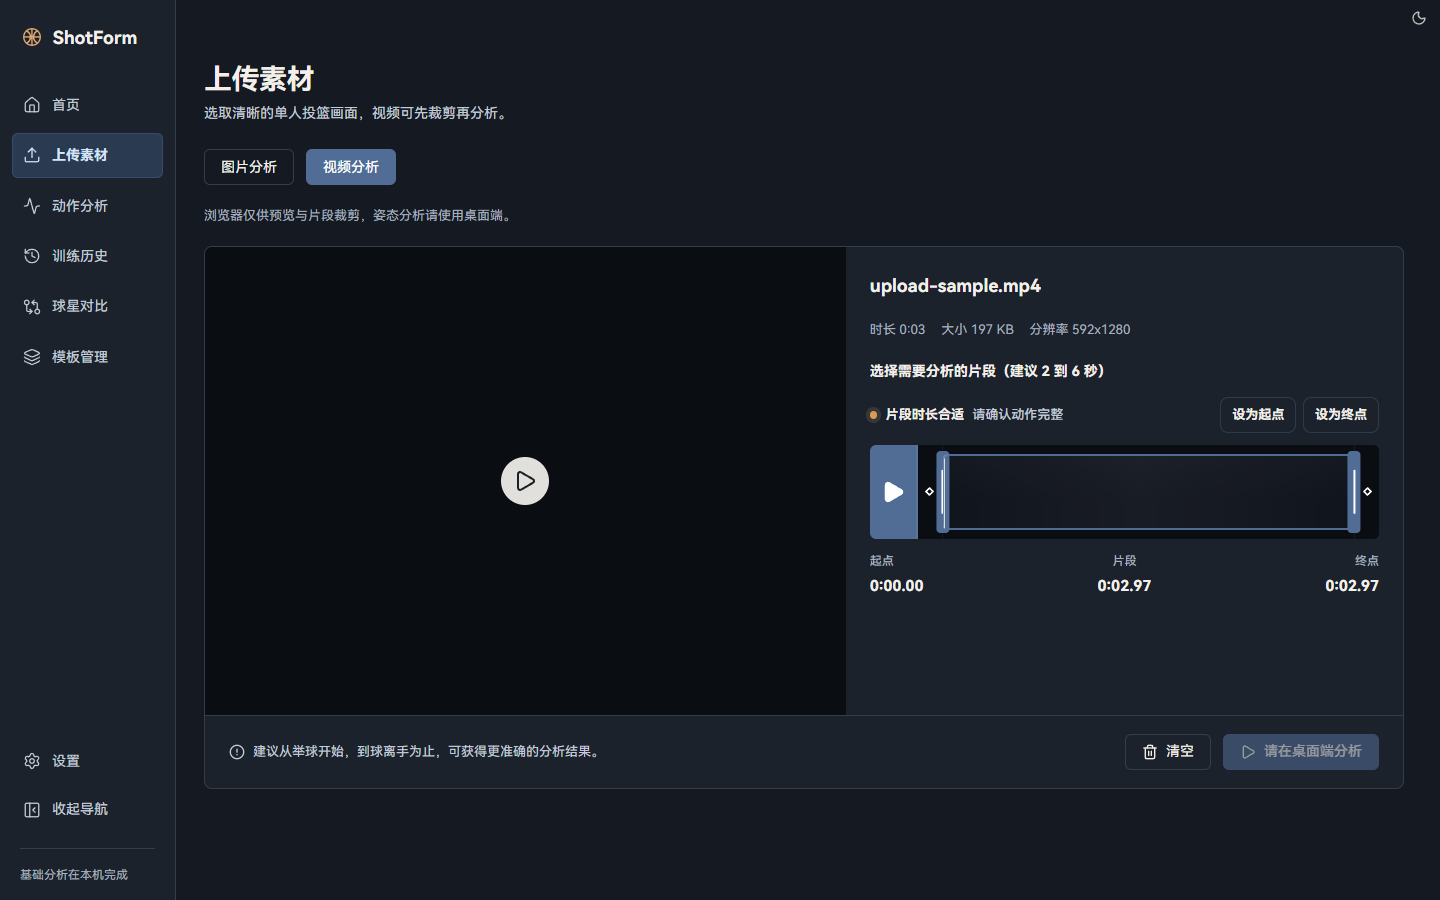 ShotForm
首页
上传素材
动作分析
训练历史
球星对比
模板管理
设置
收起导航
基础分析在本机完成
上传素材
选取清晰的单人投篮画面，视频可先裁剪再分析。
图片分析
视频分析
浏览器仅供预览与片段裁剪，姿态分析请使用桌面端。
upload-sample.mp4
时长 0:03 大小 197 KB 分辨率 592x1280
选择需要分析的片段（建议 2 到 6 秒）
片段时长合适 请确认动作完整
设为起点
设为终点
起点 片段 终点
0:00.00 0:02.97 0:02.97
建议从举球开始，到球离手为止，可获得更准确的分析结果。
清空
请在桌面端分析